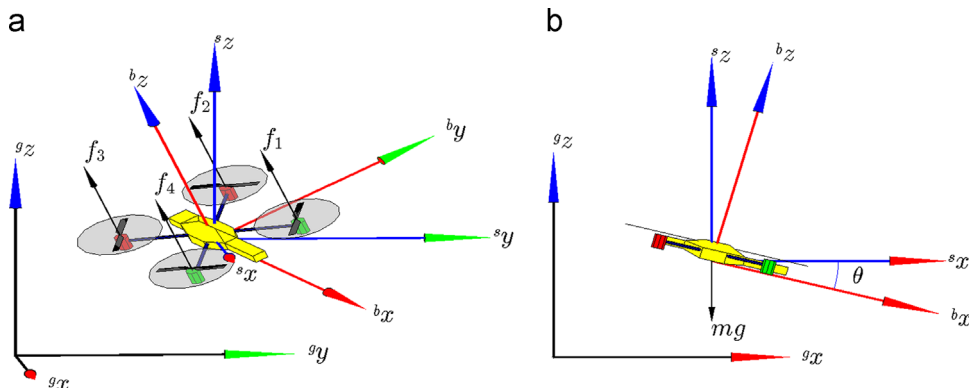 a
b
ˢz
ᵇz
f₂
f₁
ᵇy
f₃
ᵍz
f₄
ˢy
ˢx
ᵇx
ᵍy
ᵍx
ˢz
ᵇz
ᵍz
ˢx
θ
ᵇx
mg
ᵍx